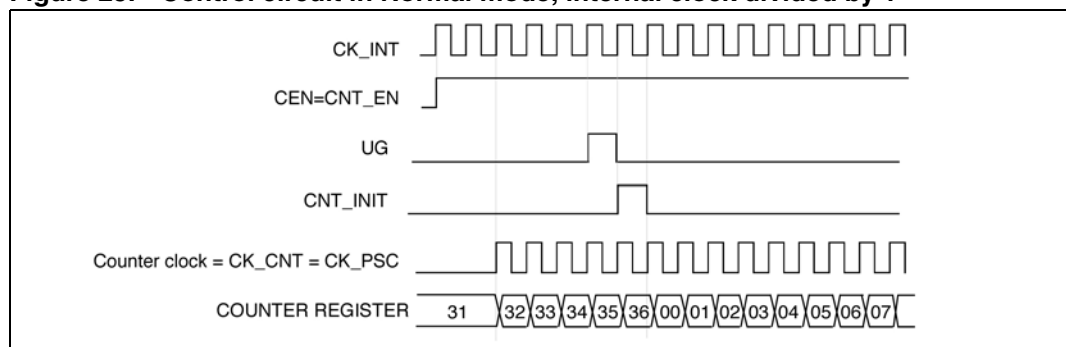 Figure 25. Control circuit in Normal mode, internal clock divided by 1
CK_INT
CEN=CNT_EN
UG
CNT_INIT
Counter clock = CK_CNT = CK_PSC
COUNTER REGISTER 31 32 33 34 35 36 00 01 02 03 04 05 06 07